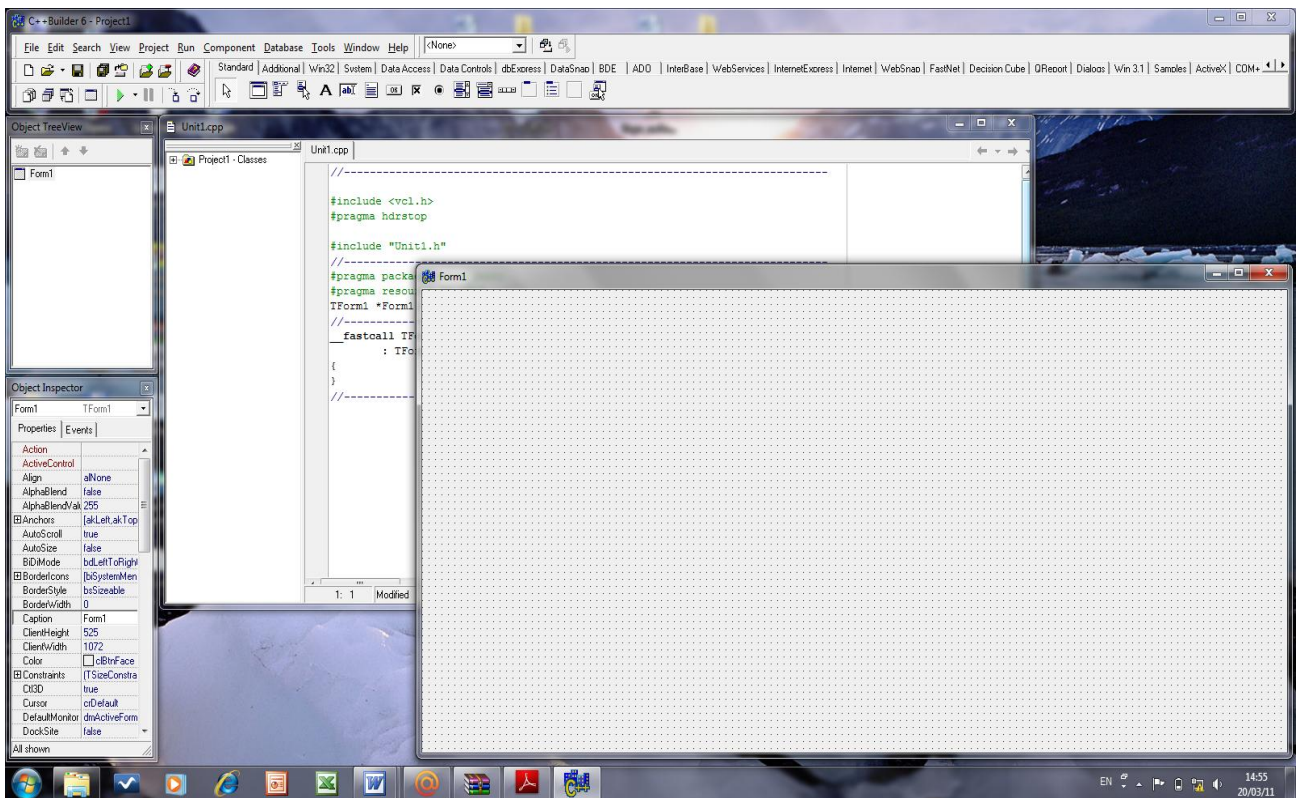 C++Builder 6 - Project1
File Edit Search View Project Run Component Database Tools Window Help <None>
Standard Additional Win32 System Data Access Data Controls dbExpress DataSnap BDE ADO InterBase WebServices InternetExpress Internet WebSnap FastNet Decision Cube QReport Dialogs Win 3.1 Samples ActiveX COM+
Object TreeView
Form1
Unit1.cpp
Project1 - Classes
Unit1.cpp
//---------------------------------------------------------------------------
#include <vcl.h>
#pragma hdrstop
#include "Unit1.h"
//---------------------------------------------------------------------------
#pragma packa
#pragma resou
TForm1 *Form1
//-----------
__fastcall TFo
: TFo
{
}
//-----------
1: 1 Modified
Form1
Object Inspector
Form1 TForm1
Properties Events
Action
ActiveControl
Align alNone
AlphaBlend false
AlphaBlendValu 255
Anchors [akLeft,akTop
AutoScroll true
AutoSize false
BiDiMode bdLeftToRight
BorderIcons [biSystemMen
BorderStyle bsSizeable
BorderWidth 0
Caption Form1
ClientHeight 525
ClientWidth 1072
Color clBtnFace
Constraints (TSizeConstra
Ctl3D true
Cursor crDefault
DefaultMonitor dmActiveForm
DockSite false
All shown
EN 14:55
20/03/11